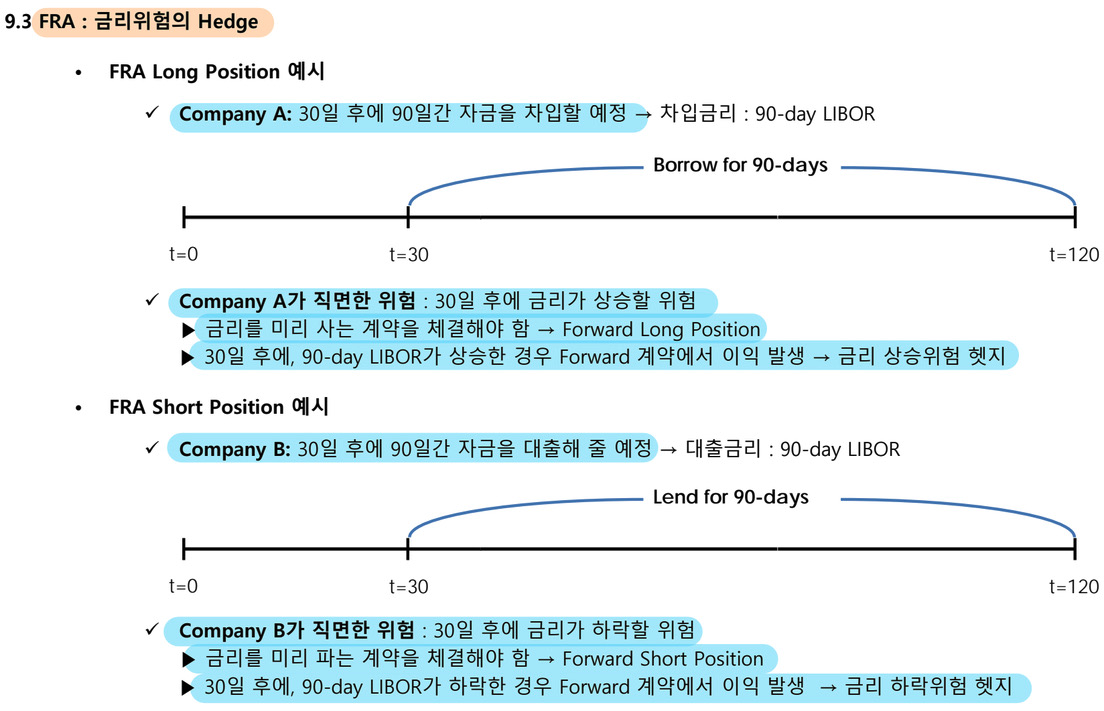 9.3 FRA : 금리위험의 Hedge
• FRA Long Position 예시
✓ Company A: 30일 후에 90일간 자금을 차입할 예정 → 차입금리 : 90-day LIBOR
Borrow for 90-days
t=0 t=30 t=120
✓ Company A가 직면한 위험 : 30일 후에 금리가 상승할 위험
▶ 금리를 미리 사는 계약을 체결해야 함 → Forward Long Position
▶ 30일 후에, 90-day LIBOR가 상승한 경우 Forward 계약에서 이익 발생 → 금리 상승위험 헷지
• FRA Short Position 예시
✓ Company B: 30일 후에 90일간 자금을 대출해 줄 예정 → 대출금리 : 90-day LIBOR
Lend for 90-days
t=0 t=30 t=120
✓ Company B가 직면한 위험 : 30일 후에 금리가 하락할 위험
▶ 금리를 미리 파는 계약을 체결해야 함 → Forward Short Position
▶ 30일 후에, 90-day LIBOR가 하락한 경우 Forward 계약에서 이익 발생 → 금리 하락위험 헷지